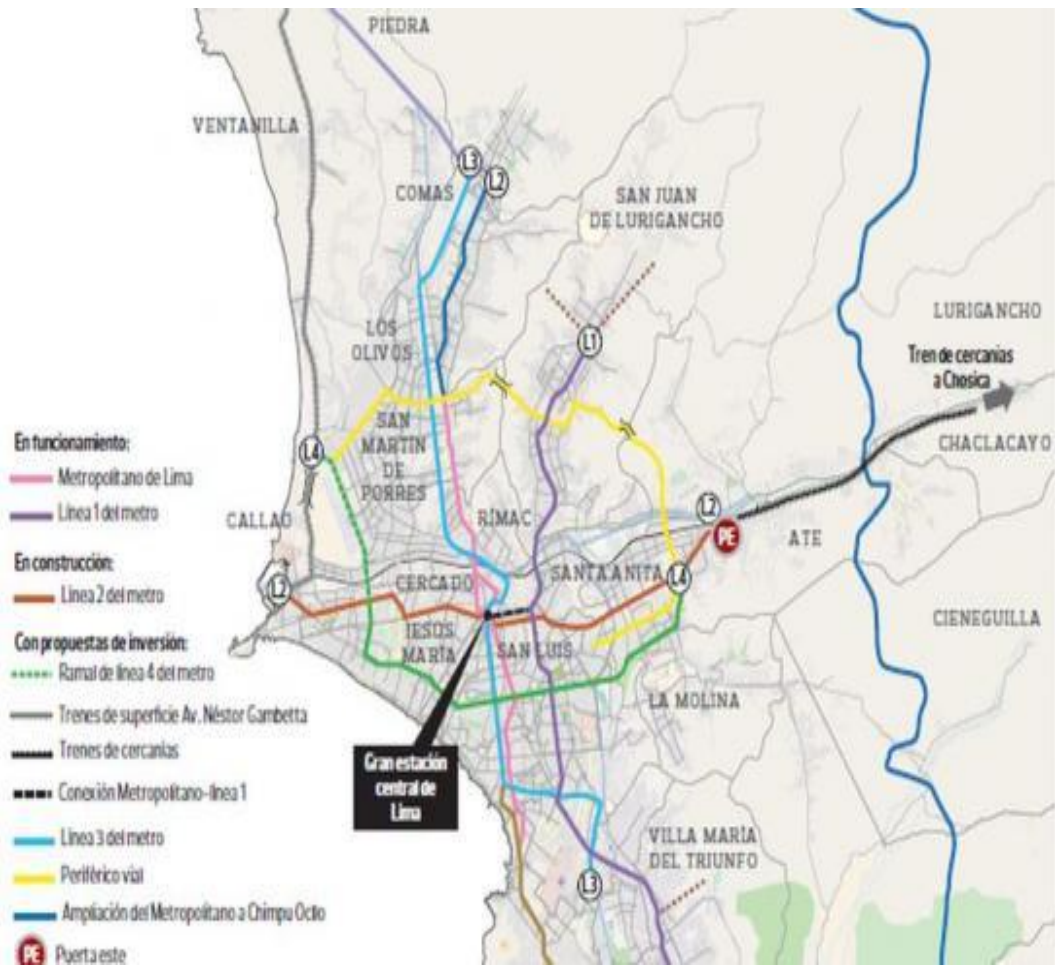 PIEDRA
VENTANILLA
L3
L2
COMAS
SAN JUAN
DE LURIGANCHO
LOS
OLIVOS
L1
LURIGANCHO
Tren de cercanías
a Chosica
CHACLACAYO
SAN
MARTÍN
DE
PORRES
L4
CALLAO
RÍMAC
L2
PE
ATE
L2
CERCADO
SANTA ANITA
L4
CIENEGUILLA
JESÚS
MARÍA
SAN LUIS
LA MOLINA
Gran estación
central de
Lima
VILLA MARÍA
DEL TRIUNFO
L3
En funcionamiento:
Metropolitano de Lima
Línea 1 del metro
En construcción:
Línea 2 del metro
Con propuestas de inversión:
Ramal de línea 4 del metro
Trenes de superficie Av. Néstor Gambetta
Trenes de cercanías
Conexión Metropolitano-línea 1
Línea 3 del metro
Periférico vial
Ampliación del Metropolitano a Chimpu Ocllo
PE Puerta este